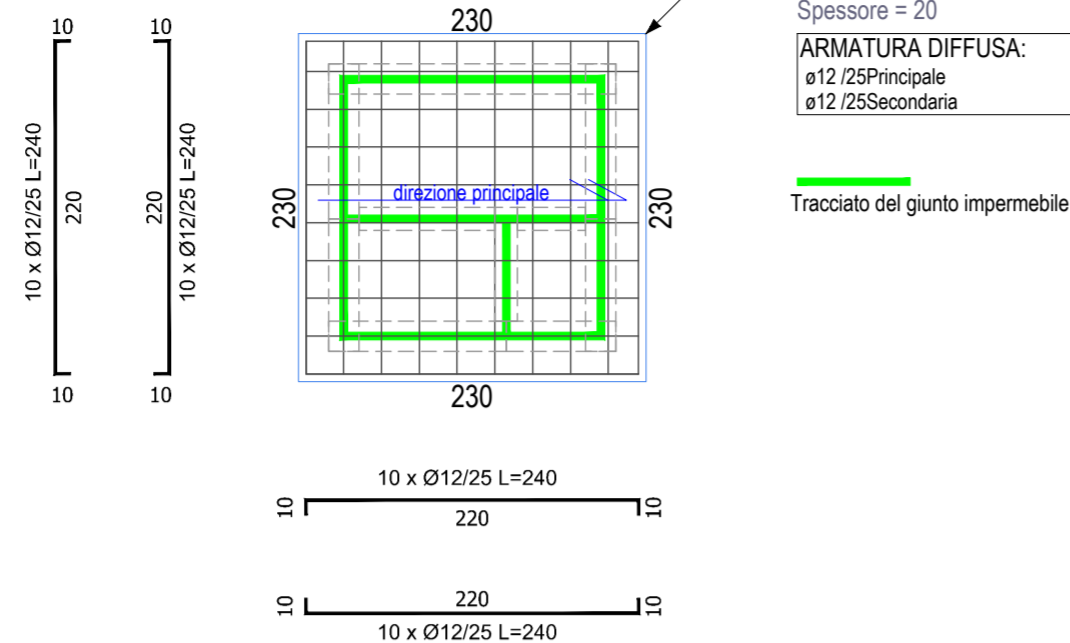 10
10
230
Spessore = 20
ARMATURA DIFFUSA:
ø12 /25Principale
ø12 /25Secondaria
10 x Ø12/25 L=240
220
220
10 x Ø12/25 L=240
230
direzione principale
230
Tracciato del giunto impermebile
10
10
230
10 x Ø12/25 L=240
10
220
10
10
220
10
10 x Ø12/25 L=240